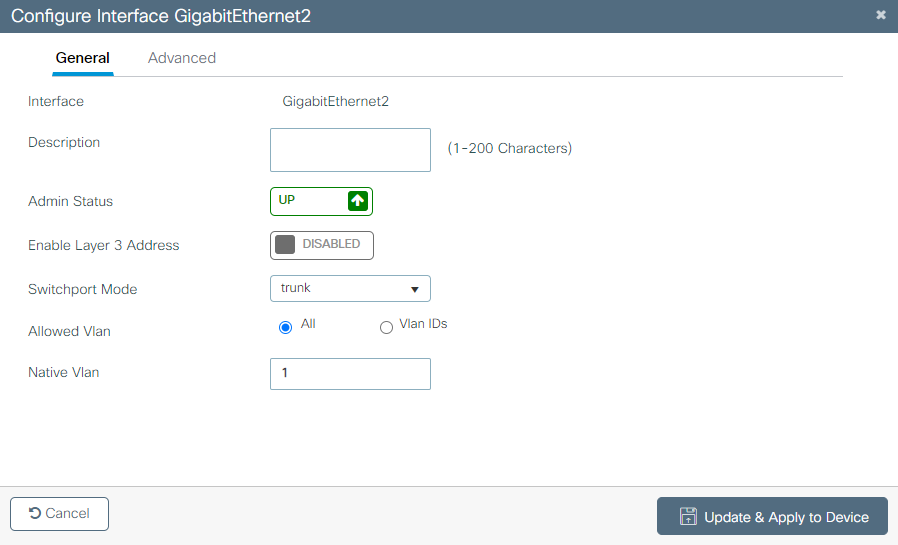 Configure Interface GigabitEthernet2
General Advanced
Interface GigabitEthernet2
Description (1-200 Characters)
Admin Status UP
Enable Layer 3 Address DISABLED
Switchport Mode trunk
Allowed Vlan All Vlan IDs
Native Vlan 1
Cancel Update & Apply to Device